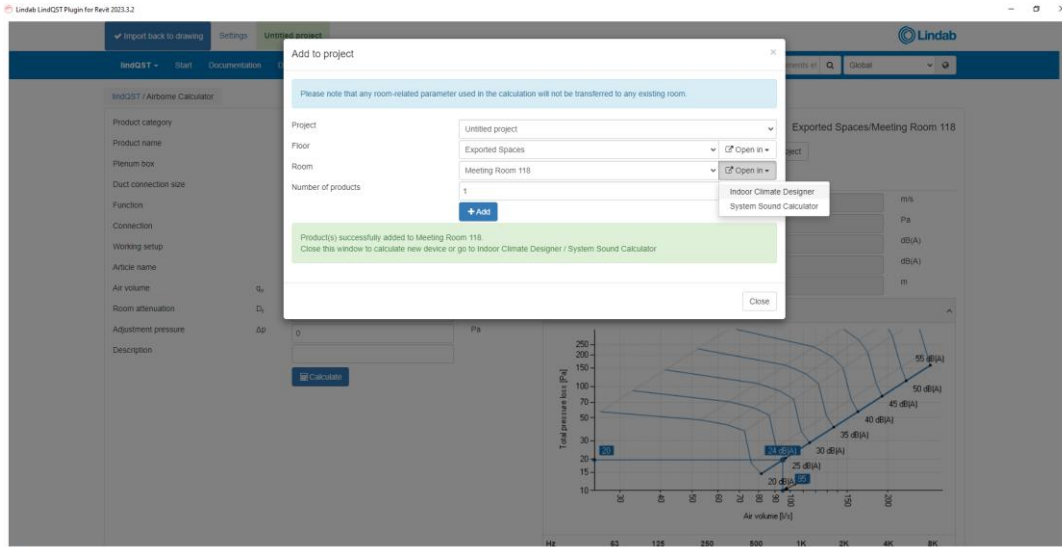 Lindab LindQST Plugin for Revit 2023.3.2
Import back to drawing Settings Untitled project
Lindab
lindQST Start Documentation
Global
lindQST / Airborne Calculator
Add to project ×
Please note that any room-related parameter used in the calculation will not be transferred to any existing room.
Project Untitled project
Floor Exported Spaces Open in
Room Meeting Room 118 Open in
Number of products 1
Indoor Climate Designer
System Sound Calculator
+ Add
Product(s) successfully added to Meeting Room 118.
Close this window to calculate new device or go to Indoor Climate Designer / System Sound Calculator
Close
Product category
Product name
Plenum box
Duct connection size
Function
Connection
Working setup
Article name
Air volume qv
Room attenuation
Adjustment pressure Δp 0 Pa
Description
Calculate
Exported Spaces/Meeting Room 118
m/s
Pa
dB(A)
dB(A)
m
Total pressure loss [Pa]
250
200
150
100
70
50
30
20
15
10
20
24 dB(A)
95
55 dB(A)
50 dB(A)
45 dB(A)
40 dB(A)
35 dB(A)
30 dB(A)
25 dB(A)
20 dB(A)
30 40 50 60 70 80 90 100 150 200
Air volume [l/s]
Hz 63 125 250 500 1K 2K 4K 8K